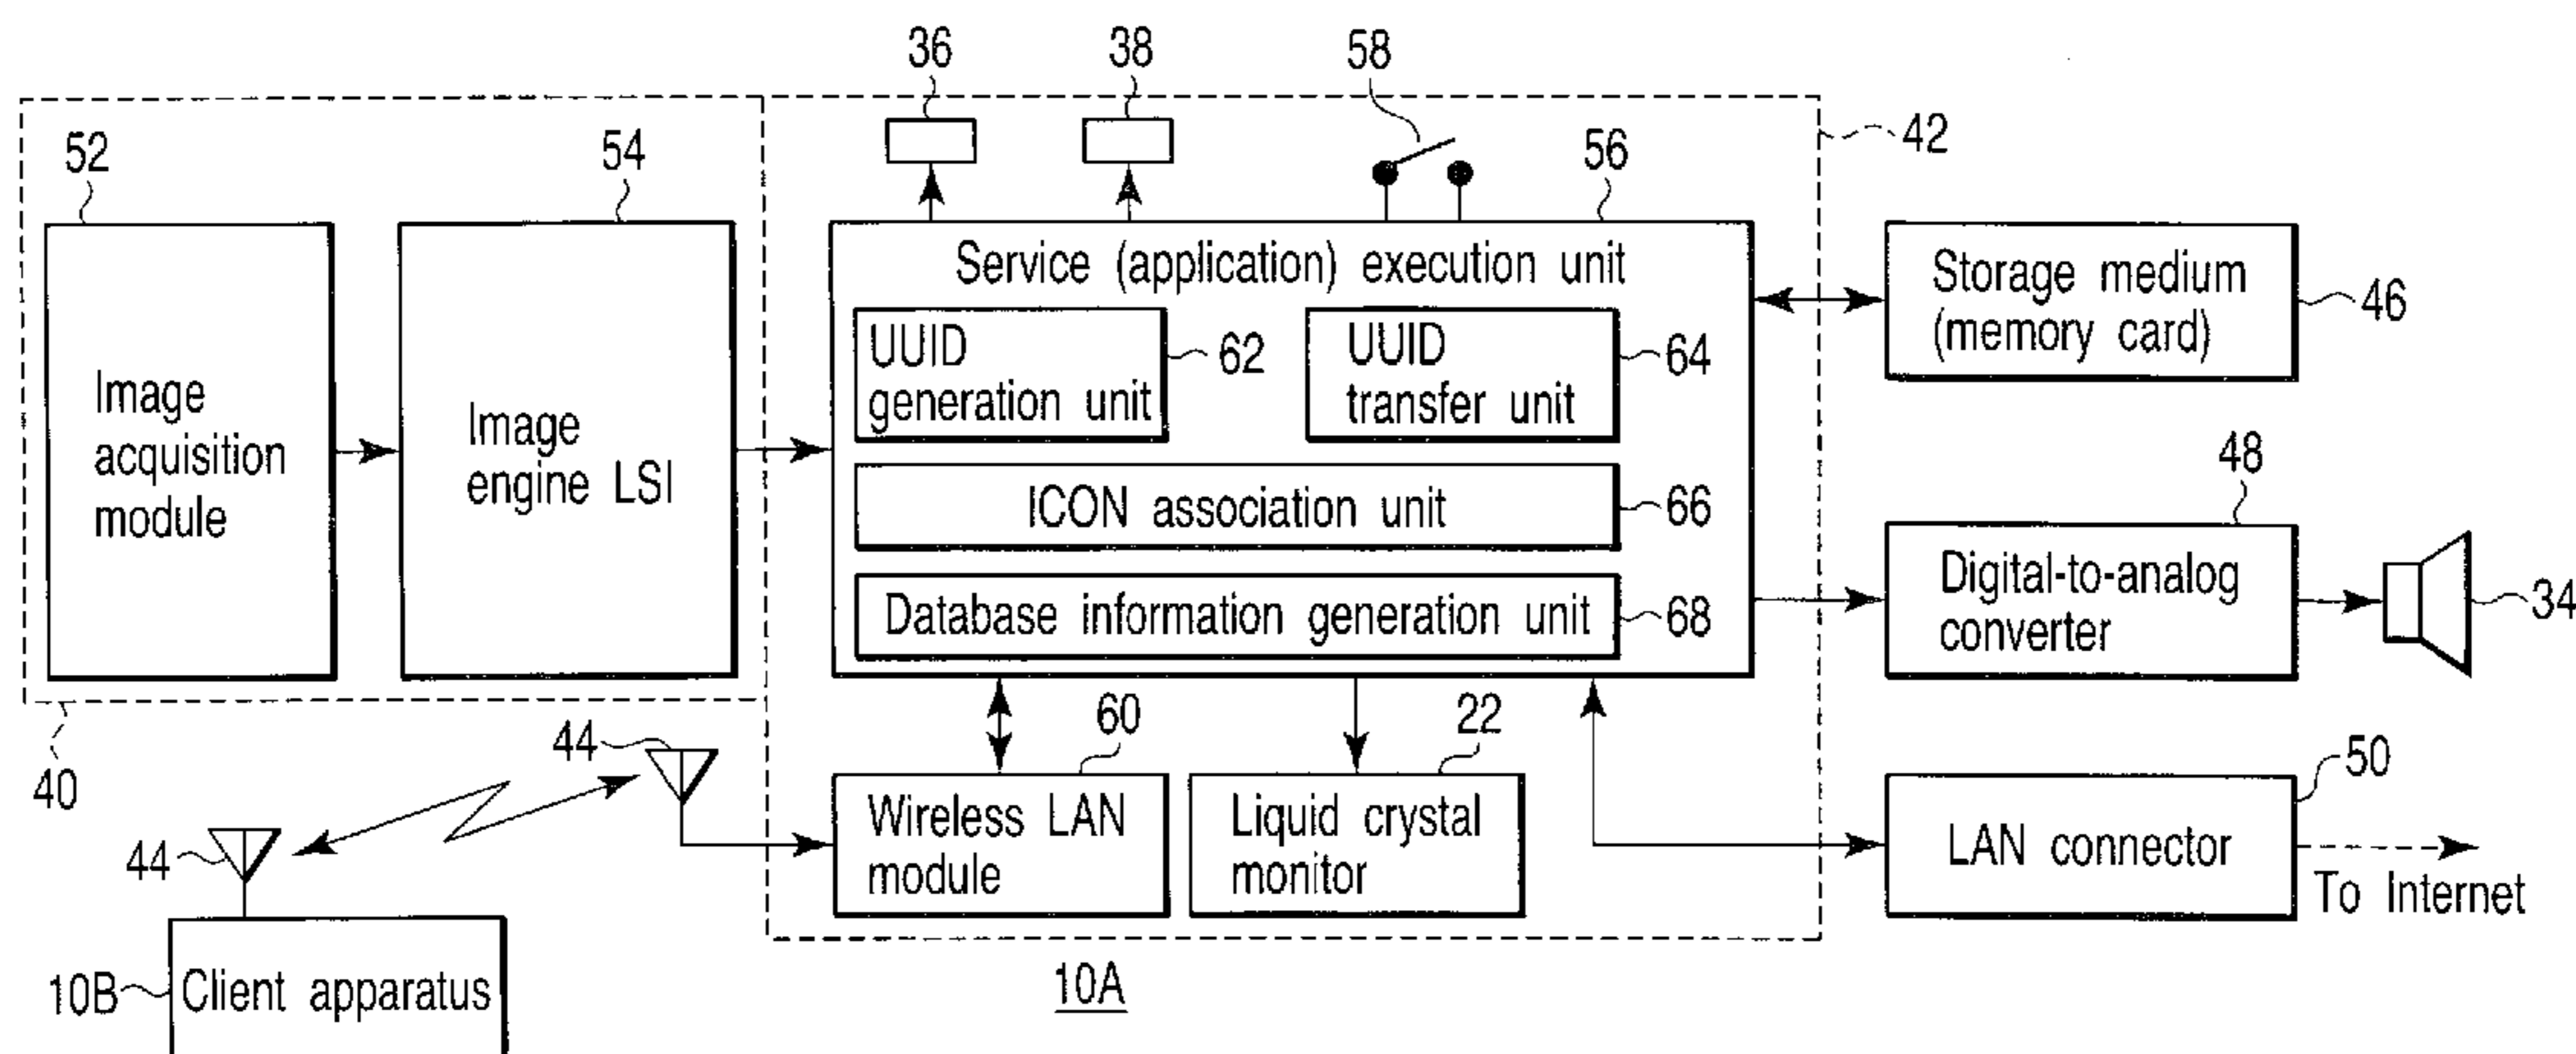 36
38
58
52
54
56
42
Image
acquisition
module
Image
engine LSI
Service (application) execution unit
UUID
generation unit
62
UUID
transfer unit
64
ICON association unit
66
Database information generation unit
68
Storage medium
(memory card)
46
48
Digital-to-analog
converter
34
40
44
60
22
50
Wireless LAN
module
Liquid crystal
monitor
LAN connector
To Internet
44
10B
Client apparatus
10A